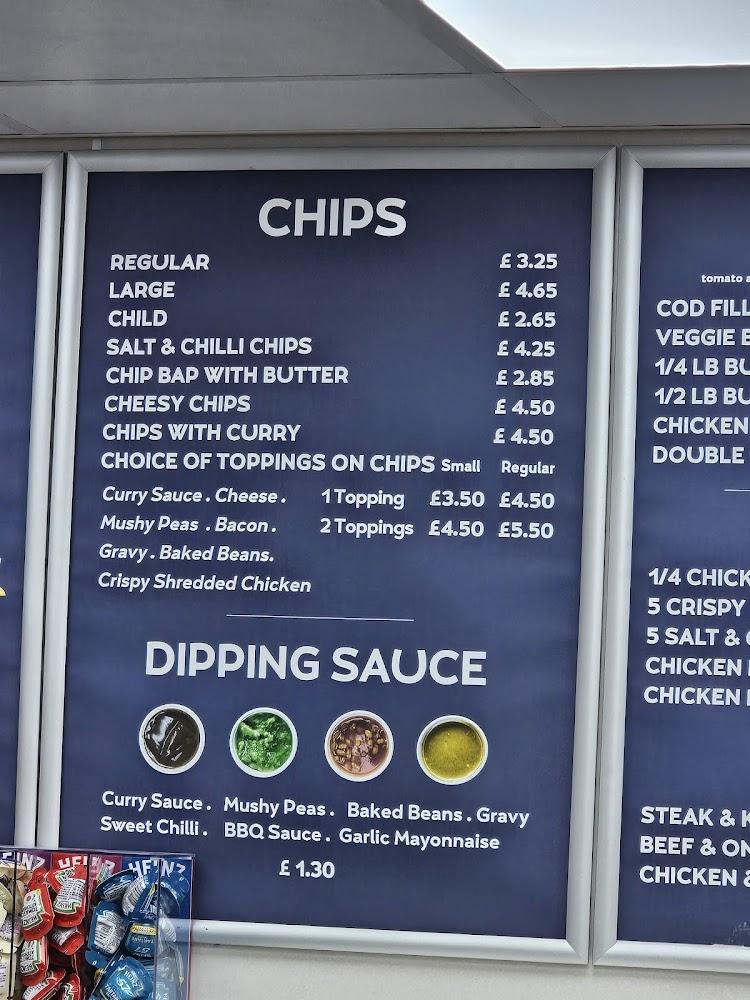 CHIPS
REGULAR £ 3.25
LARGE £ 4.65
CHILD £ 2.65
SALT & CHILLI CHIPS £ 4.25
CHIP BAP WITH BUTTER £ 2.85
CHEESY CHIPS £ 4.50
CHIPS WITH CURRY £ 4.50
CHOICE OF TOPPINGS ON CHIPS Small Regular
Curry Sauce . Cheese . 1 Topping £3.50 £4.50
Mushy Peas . Bacon . 2 Toppings £4.50 £5.50
Gravy . Baked Beans.
Crispy Shredded Chicken
DIPPING SAUCE
Curry Sauce . Mushy Peas . Baked Beans . Gravy
Sweet Chilli . BBQ Sauce . Garlic Mayonnaise
£ 1.30
tomato
COD FILL
VEGGIE
1/4 LB BU
1/2 LB BU
CHICKEN
DOUBLE
1/4 CHICK
5 CRISPY
5 SALT &
CHICKEN
CHICKEN
STEAK & K
BEEF & ON
CHICKEN &
HEINZ HEINZ